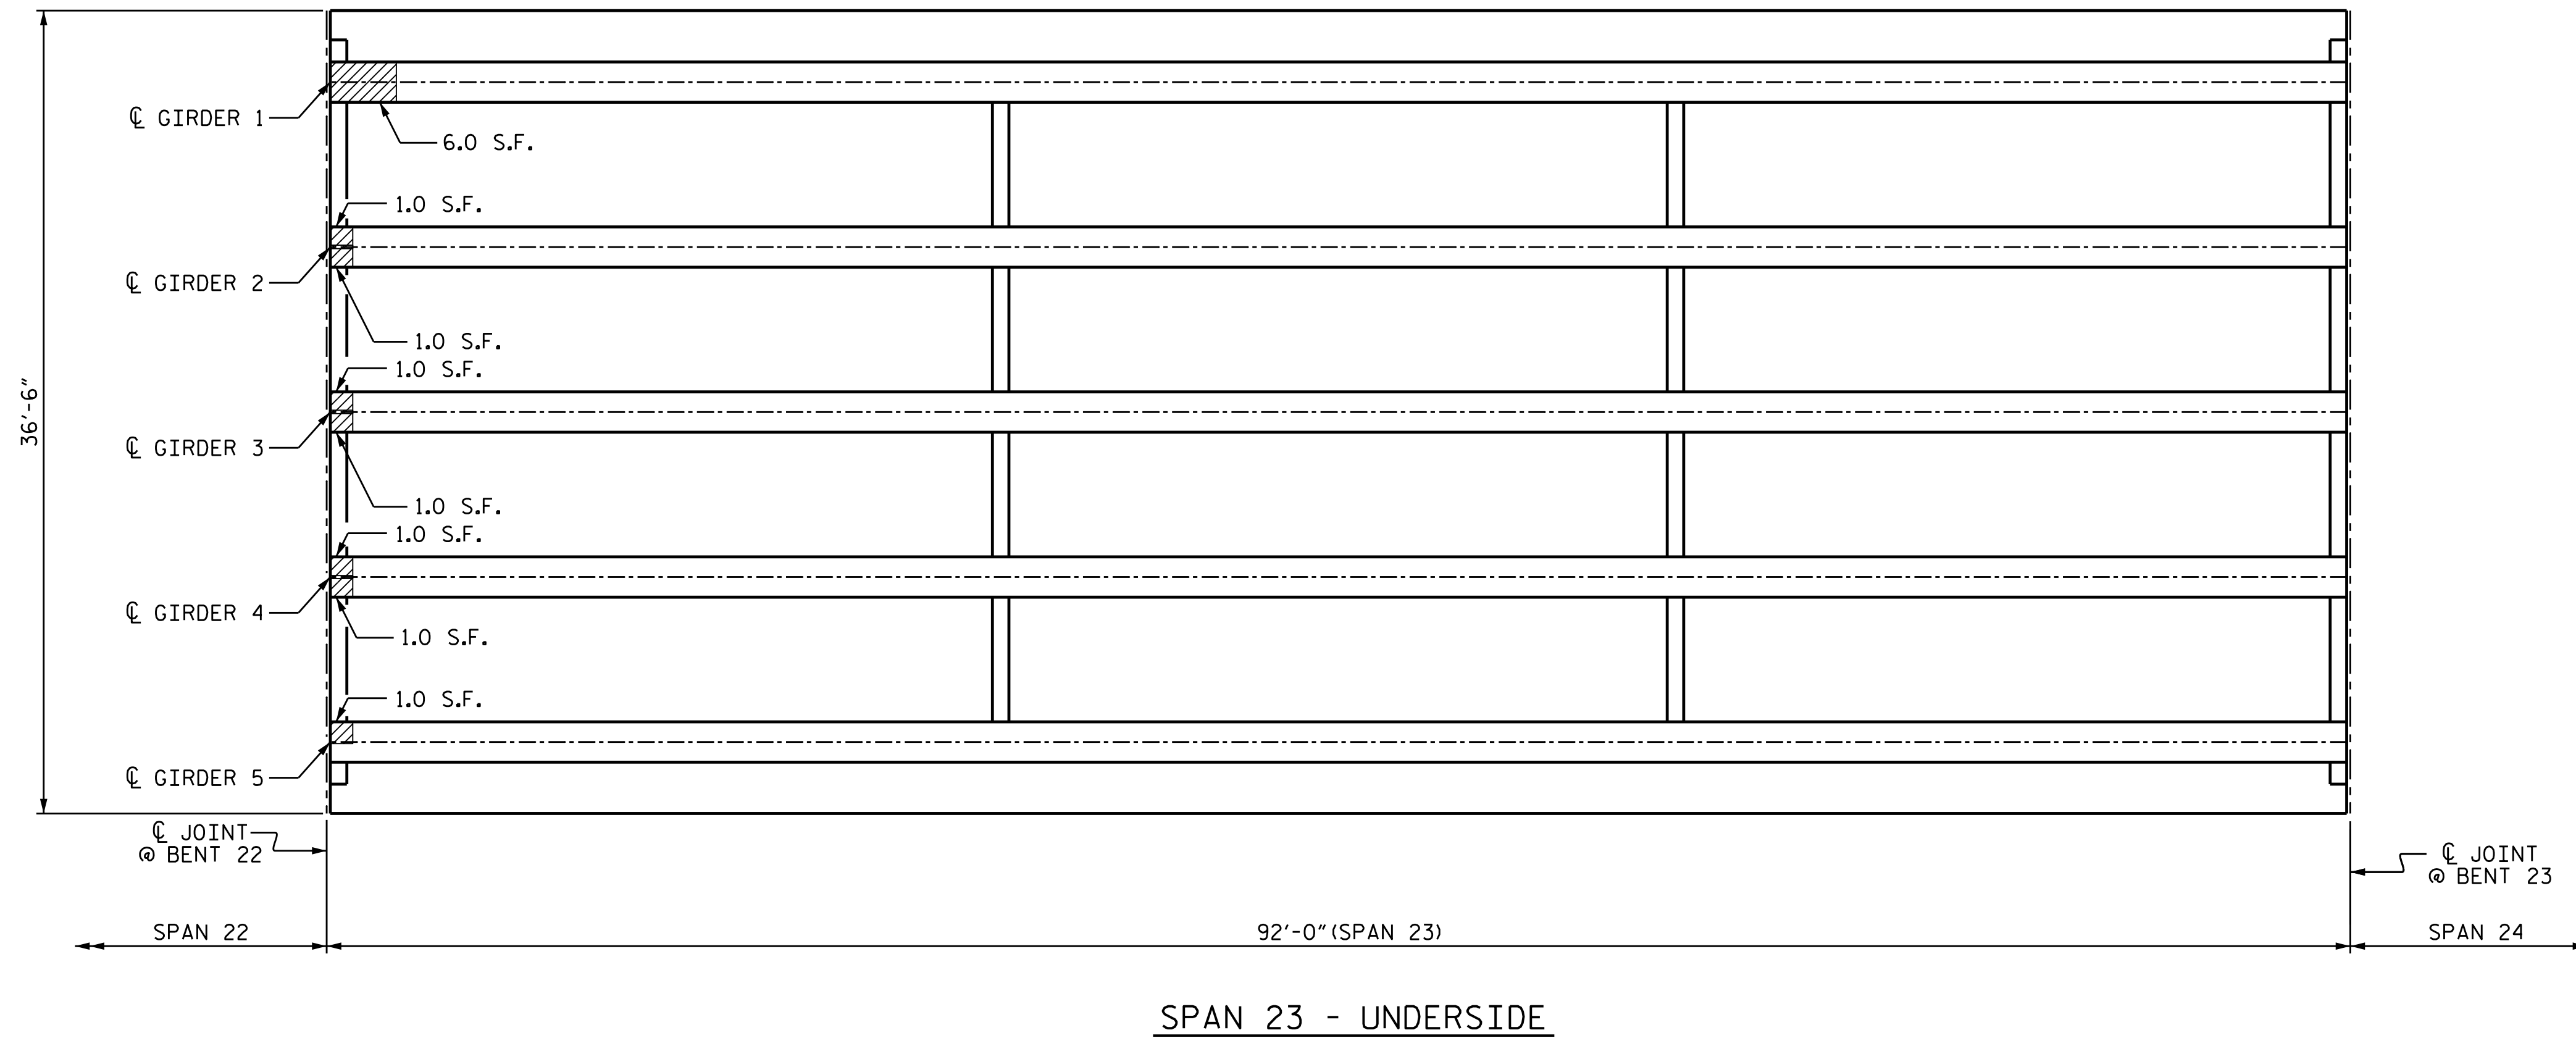 ℄ GIRDER 1
6.0 S.F.
1.0 S.F.
℄ GIRDER 2
1.0 S.F.
1.0 S.F.
36'-6"
℄ GIRDER 3
1.0 S.F.
1.0 S.F.
℄ GIRDER 4
1.0 S.F.
1.0 S.F.
℄ GIRDER 5
℄ JOINT
@ BENT 22
℄ JOINT
@ BENT 23
SPAN 22
92'-0" (SPAN 23)
SPAN 24
SPAN 23 - UNDERSIDE